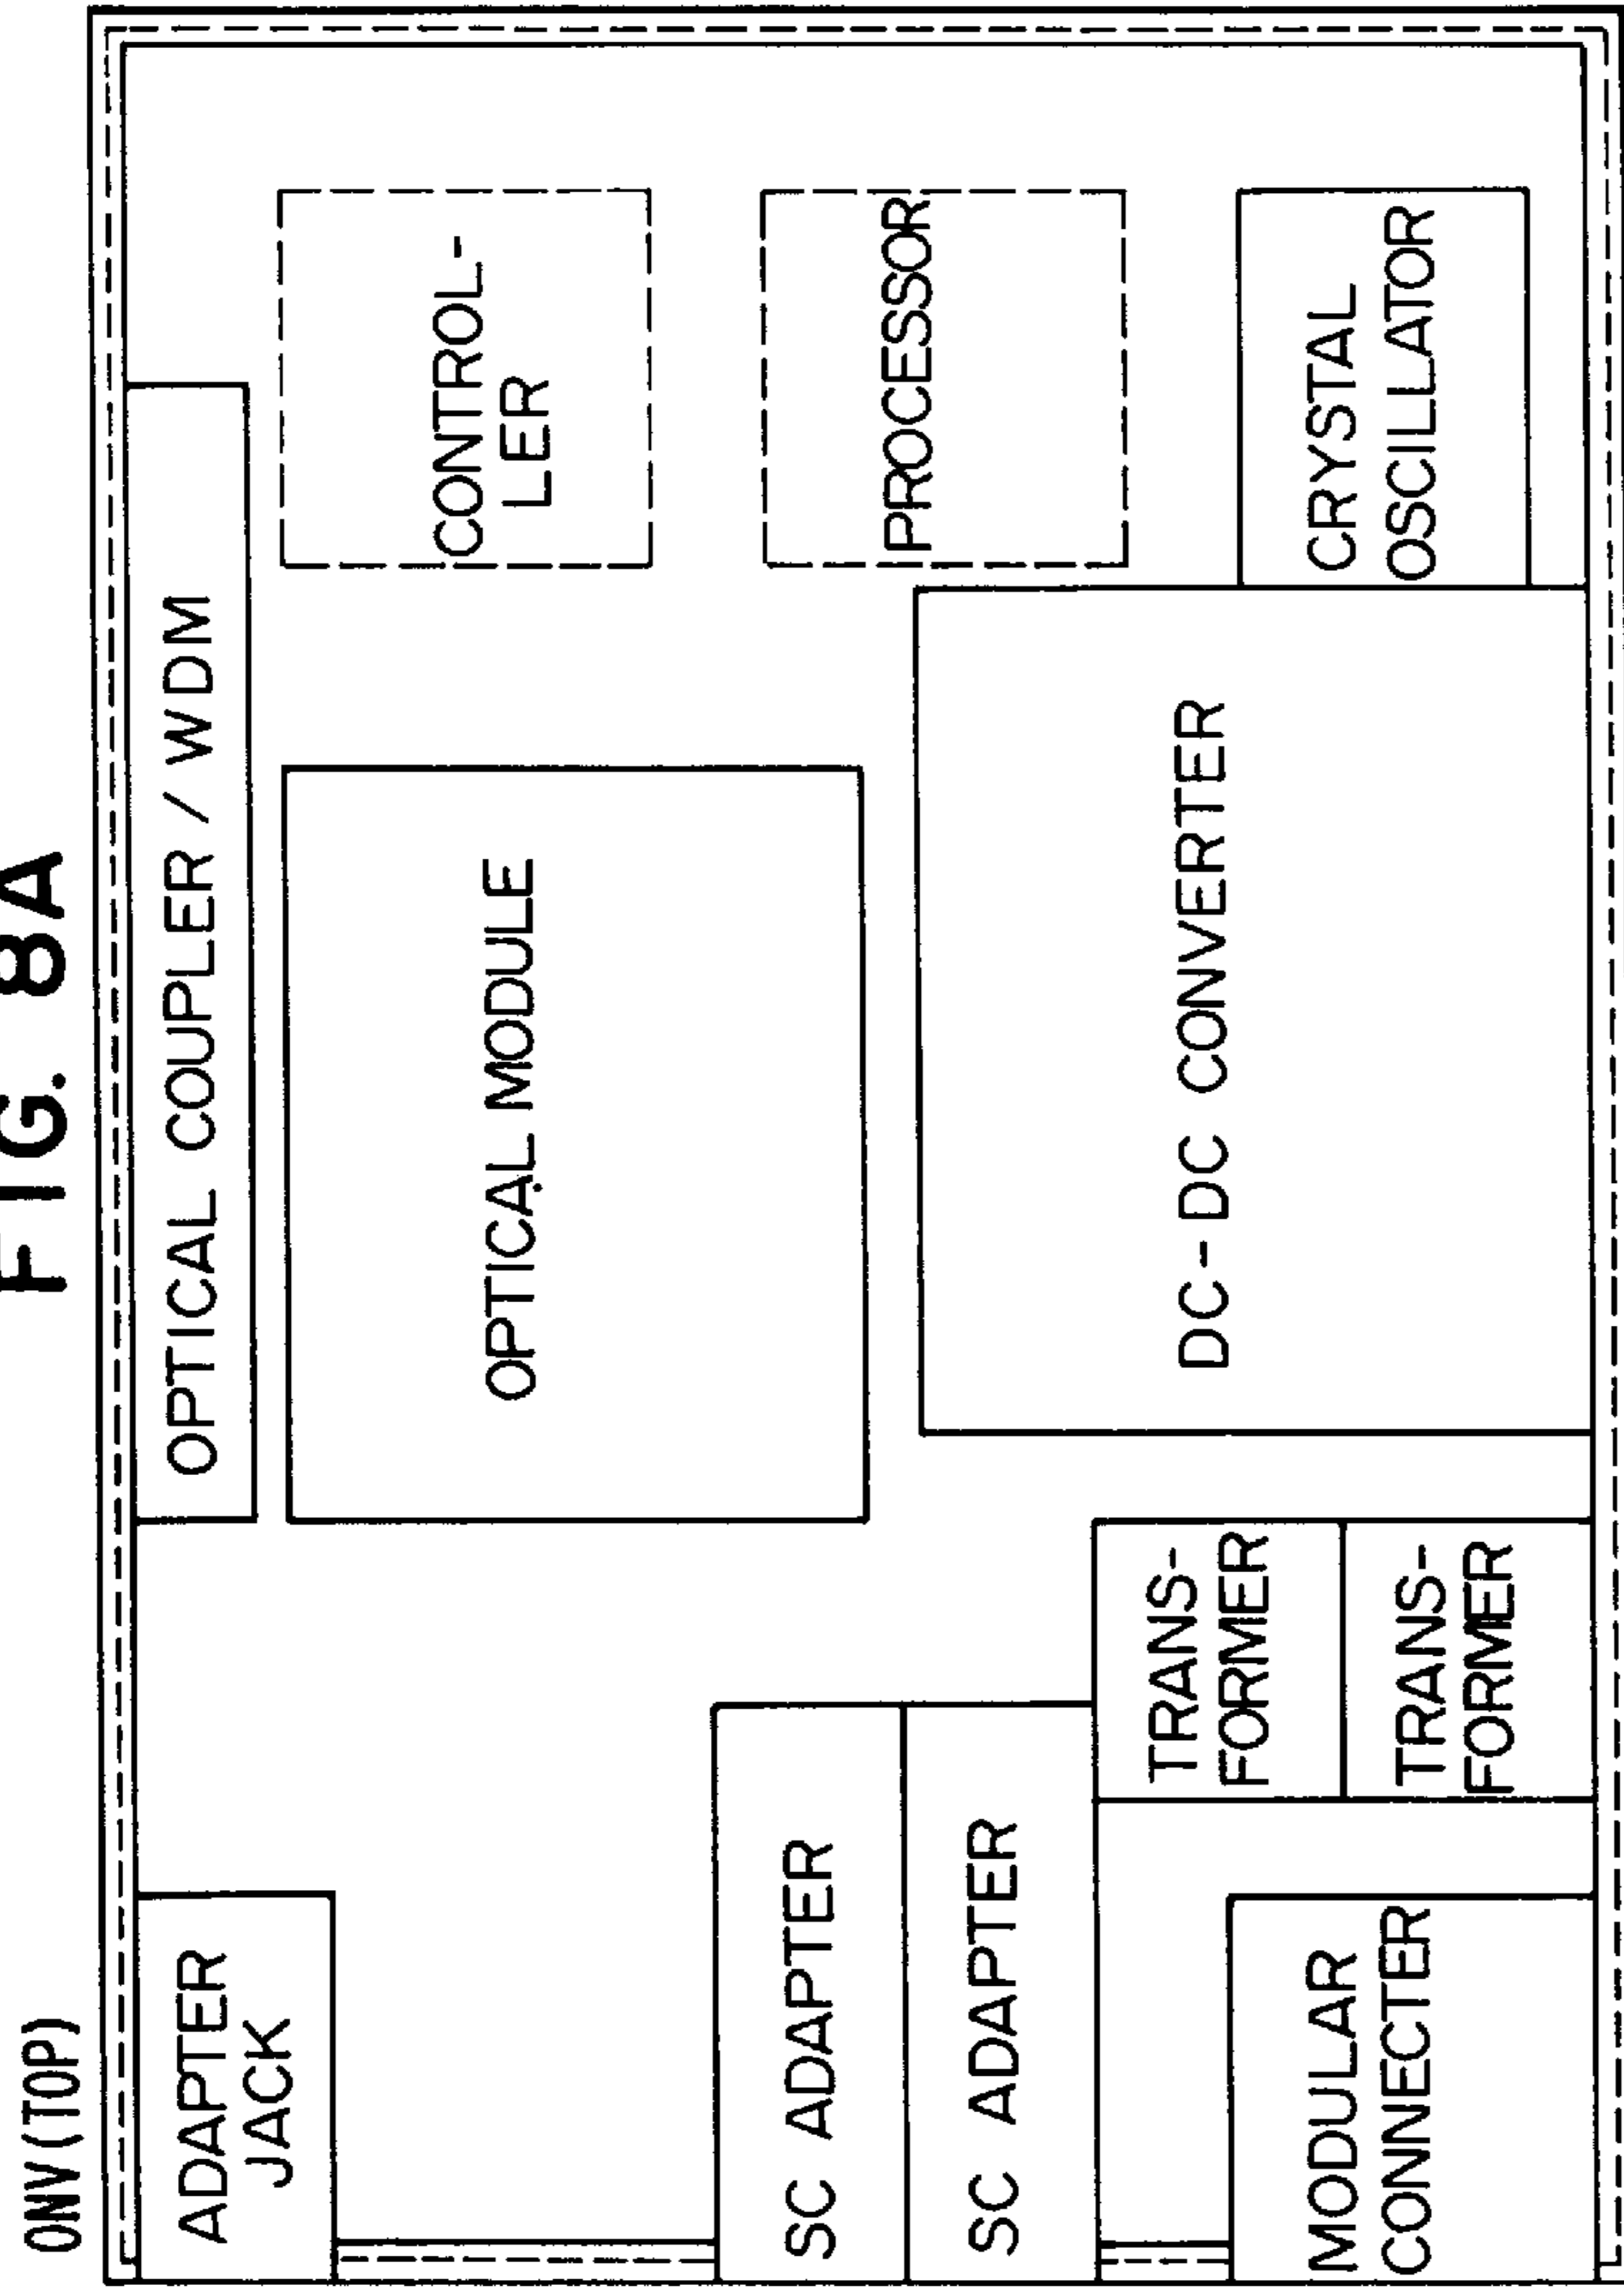 FIG. 8A
ONV (TOP)
ADAPTER
JACK
OPTICAL COUPLER / WDM
OPTICAL MODULE
CONTROL-
LER
SC ADAPTER
SC ADAPTER
PROCESSOR
TRANS-
FORMER
TRANS-
FORMER
DC-DC CONVERTER
MODULAR
CONNECTER
CRYSTAL
OSCILLATOR